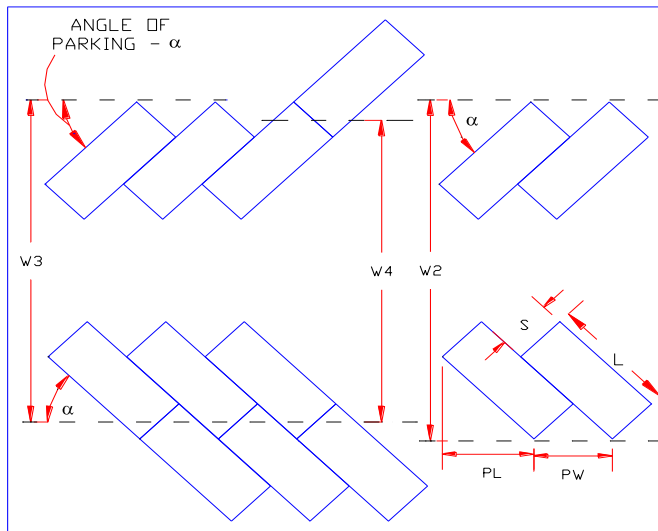 ANGLE OF
PARKING - α
α
W3
W4
W2
S
L
α
PL
PW